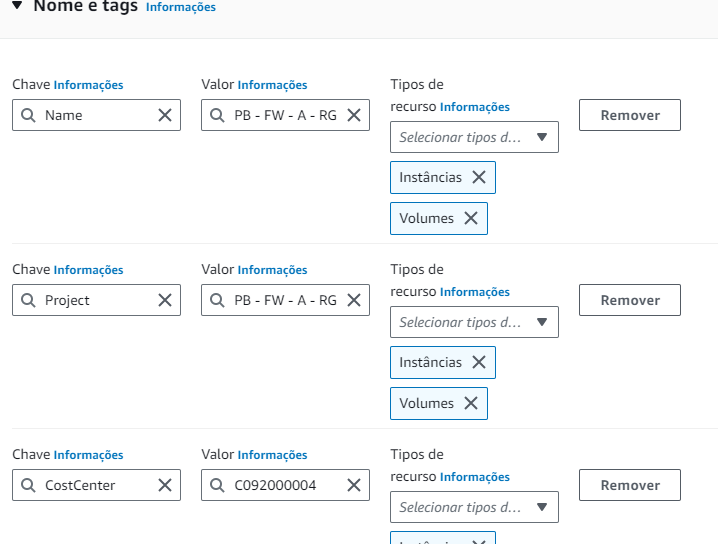 Nome e tags Informações
Chave Informações
Valor Informações
Tipos de
recurso Informações
Name
PB - FW - A - RG
Selecionar tipos d...
Remover
Instâncias
Volumes
Chave Informações
Valor Informações
Tipos de
recurso Informações
Project
PB - FW - A - RG
Selecionar tipos d...
Remover
Instâncias
Volumes
Chave Informações
Valor Informações
Tipos de
recurso Informações
CostCenter
C092000004
Selecionar tipos d...
Remover
Instâncias